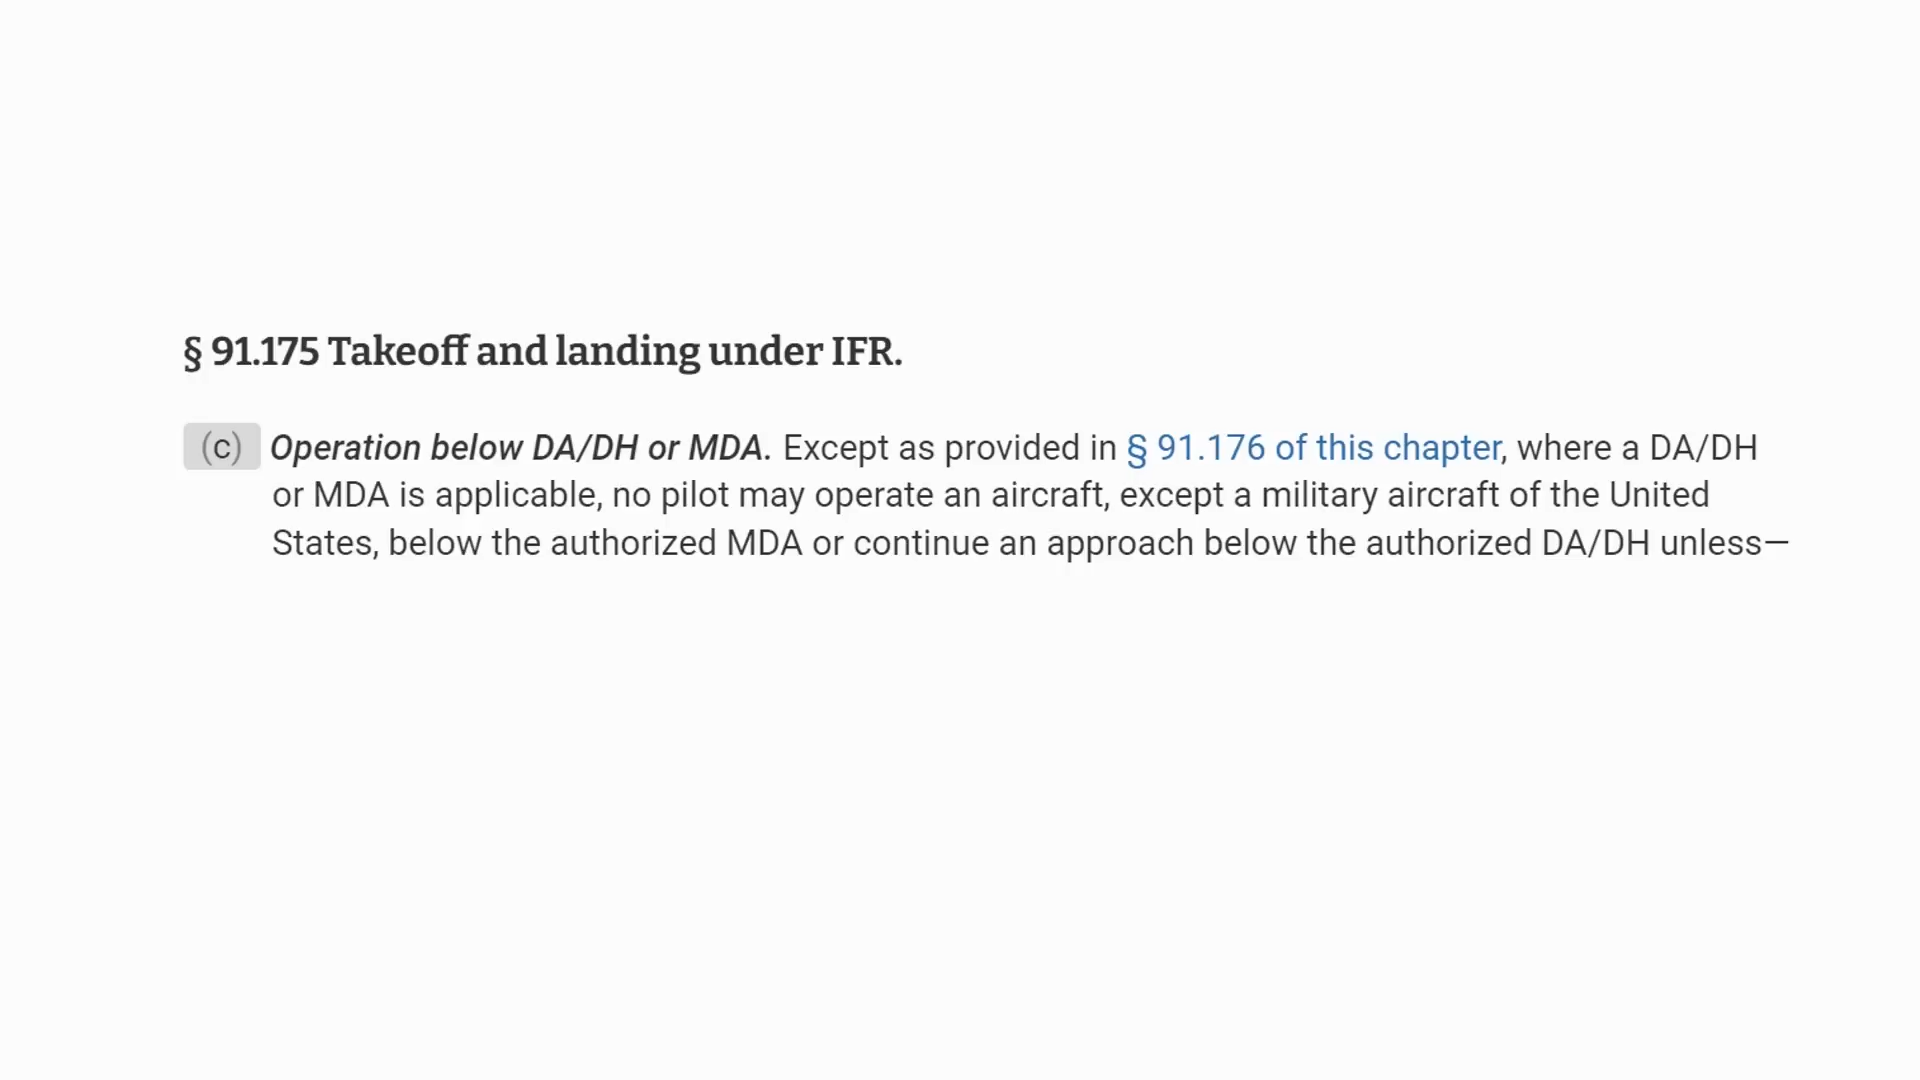 § 91.175 Takeoff and landing under IFR.
(c) Operation below DA/DH or MDA. Except as provided in § 91.176 of this chapter, where a DA/DH
or MDA is applicable, no pilot may operate an aircraft, except a military aircraft of the United
States, below the authorized MDA or continue an approach below the authorized DA/DH unless—